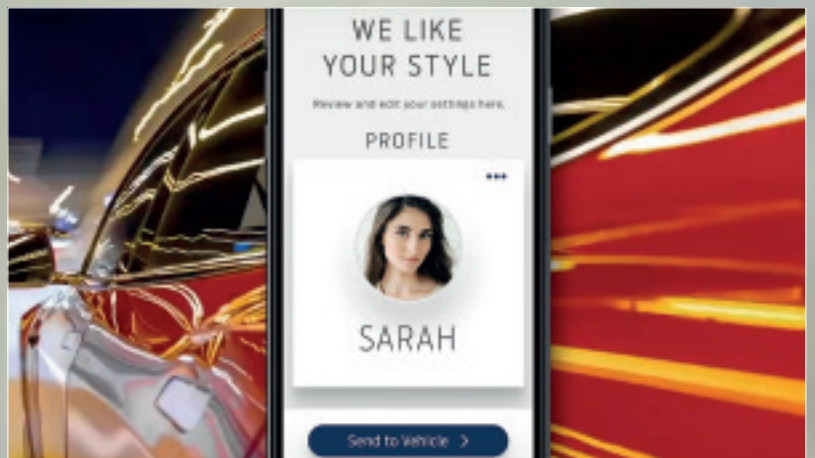 WE LIKE
YOUR STYLE
Review and edit your settings here.
PROFILE
SARAH
Send to Vehicle